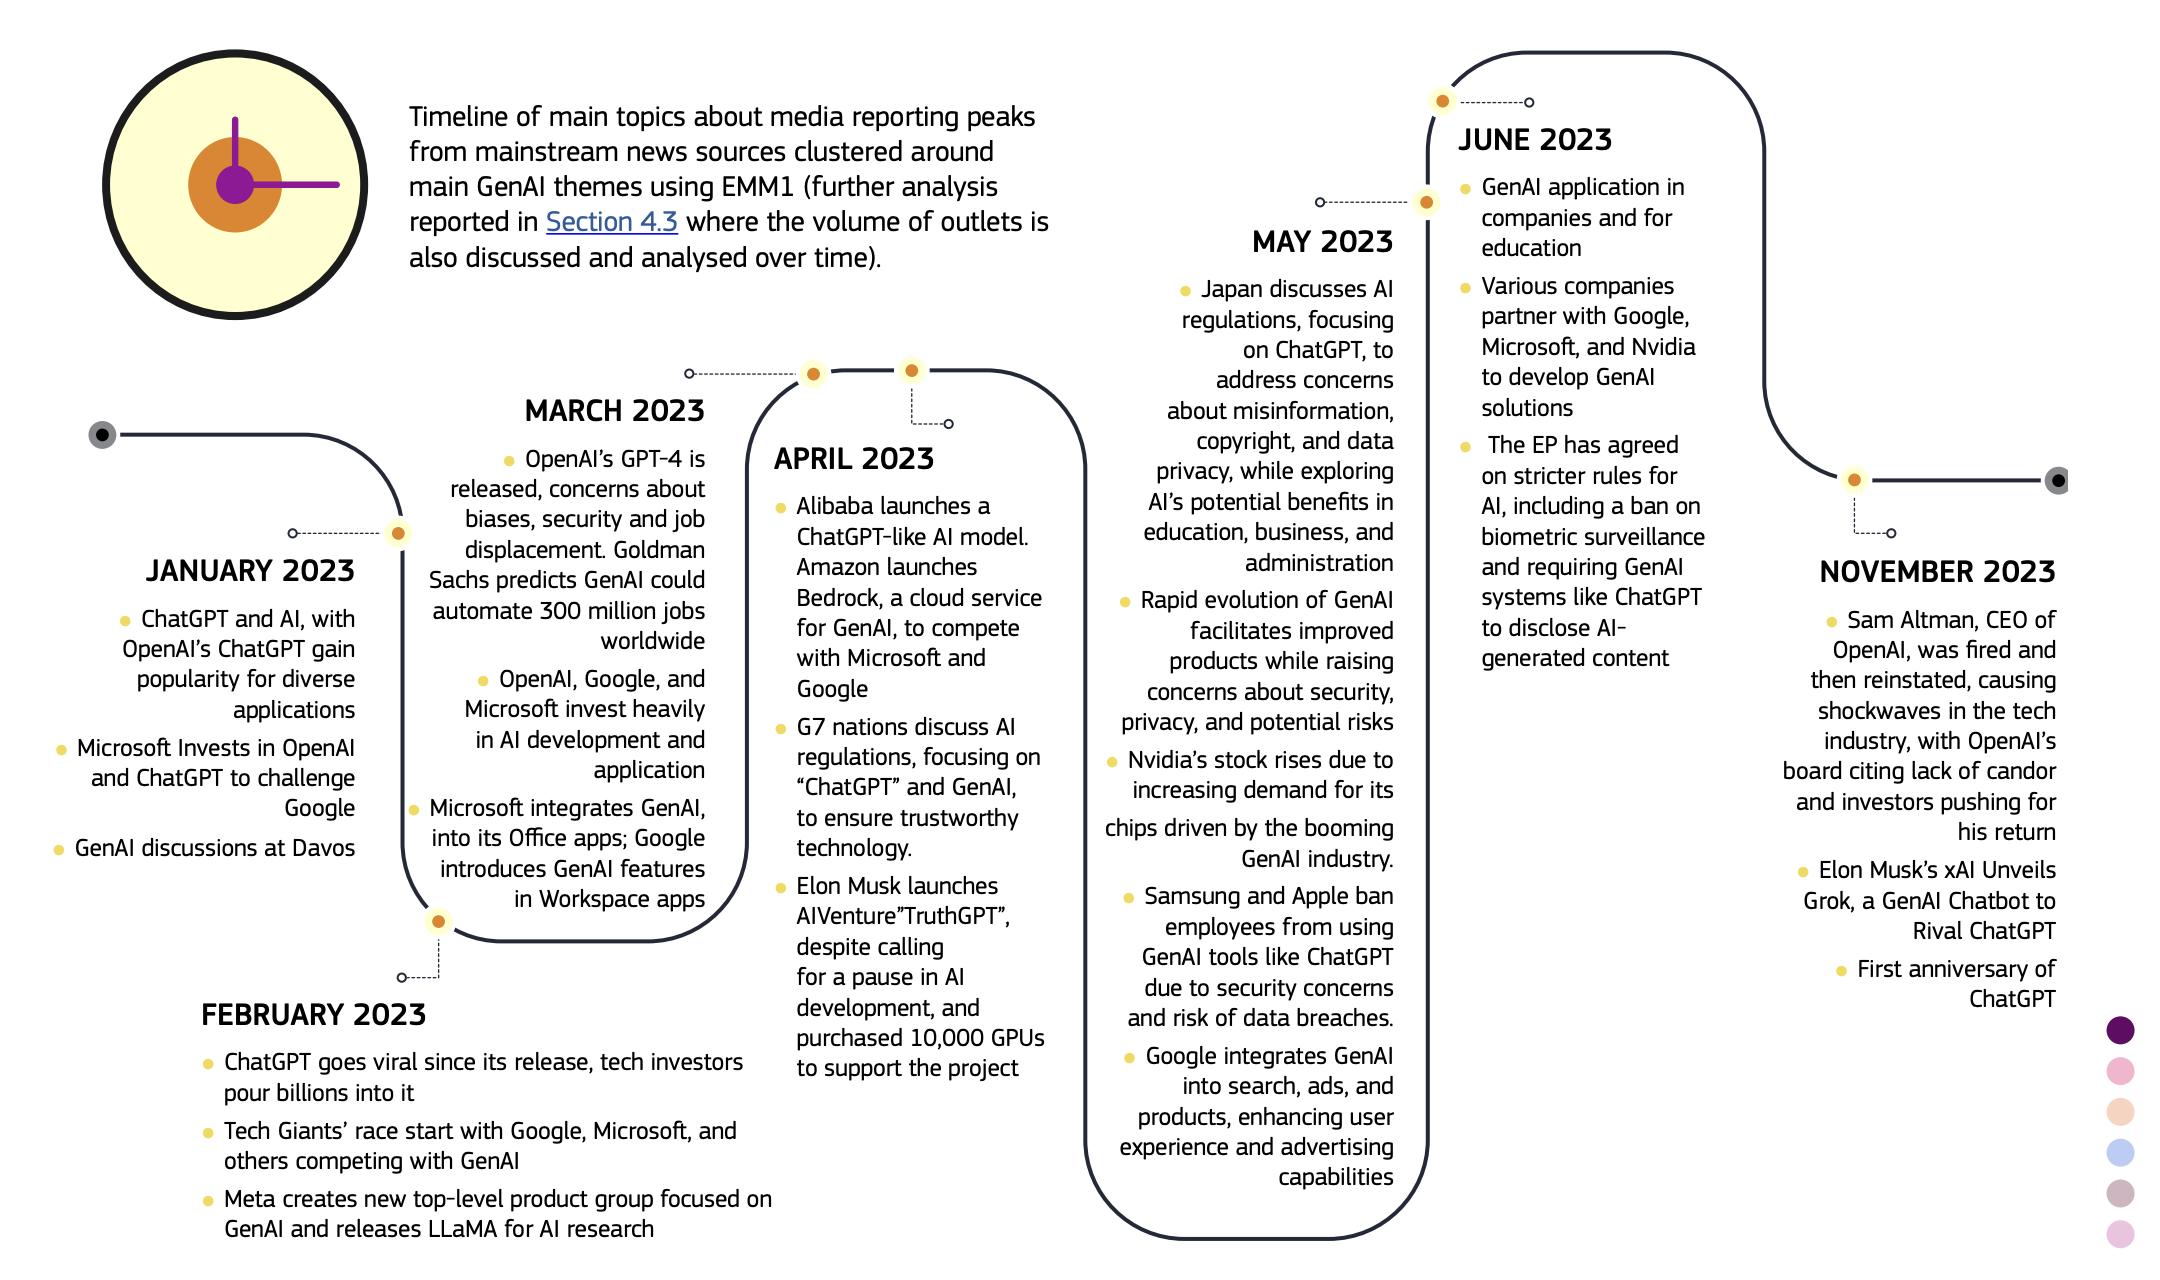 Timeline of main topics about media reporting peaks
from mainstream news sources clustered around
main GenAI themes using EMM1 (further analysis
reported in Section 4.3 where the volume of outlets is
also discussed and analysed over time).
JANUARY 2023
ChatGPT and AI, with
OpenAI's ChatGPT gain
popularity for diverse
applications
Microsoft Invests in OpenAI
and ChatGPT to challenge
Google
GenAI discussions at Davos
FEBRUARY 2023
ChatGPT goes viral since its release, tech investors
pour billions into it
Tech Giants' race start with Google, Microsoft, and
others competing with GenAI
Meta creates new top-level product group focused on
GenAI and releases LLaMA for AI research
MARCH 2023
OpenAI's GPT-4 is
released, concerns about
biases, security and job
displacement. Goldman
Sachs predicts GenAI could
automate 300 million jobs
worldwide
OpenAI, Google, and
Microsoft invest heavily
in AI development and
application
Microsoft integrates GenAI,
into its Office apps; Google
introduces GenAI features
in Workspace apps
APRIL 2023
Alibaba launches a
ChatGPT-like AI model.
Amazon launches
Bedrock, a cloud service
for GenAI, to compete
with Microsoft and
Google
G7 nations discuss AI
regulations, focusing on
“ChatGPT” and GenAI,
to ensure trustworthy
technology.
Elon Musk launches
AIVenture”TruthGPT”,
despite calling
for a pause in AI
development, and
purchased 10,000 GPUs
to support the project
MAY 2023
Japan discusses AI
regulations, focusing
on ChatGPT, to
address concerns
about misinformation,
copyright, and data
privacy, while exploring
AI's potential benefits in
education, business, and
administration
Rapid evolution of GenAI
facilitates improved
products while raising
concerns about security,
privacy, and potential risks
Nvidia's stock rises due to
increasing demand for its
chips driven by the booming
GenAI industry.
Samsung and Apple ban
employees from using
GenAI tools like ChatGPT
due to security concerns
and risk of data breaches.
Google integrates GenAI
into search, ads, and
products, enhancing user
experience and advertising
capabilities
JUNE 2023
GenAI application in
companies and for
education
Various companies
partner with Google,
Microsoft, and Nvidia
to develop GenAI
solutions
The EP has agreed
on stricter rules for
AI, including a ban on
biometric surveillance
and requiring GenAI
systems like ChatGPT
to disclose AI-
generated content
NOVEMBER 2023
Sam Altman, CEO of
OpenAI, was fired and
then reinstated, causing
shockwaves in the tech
industry, with OpenAI's
board citing lack of candor
and investors pushing for
his return
Elon Musk's xAI Unveils
Grok, a GenAI Chatbot to
Rival ChatGPT
First anniversary of
ChatGPT